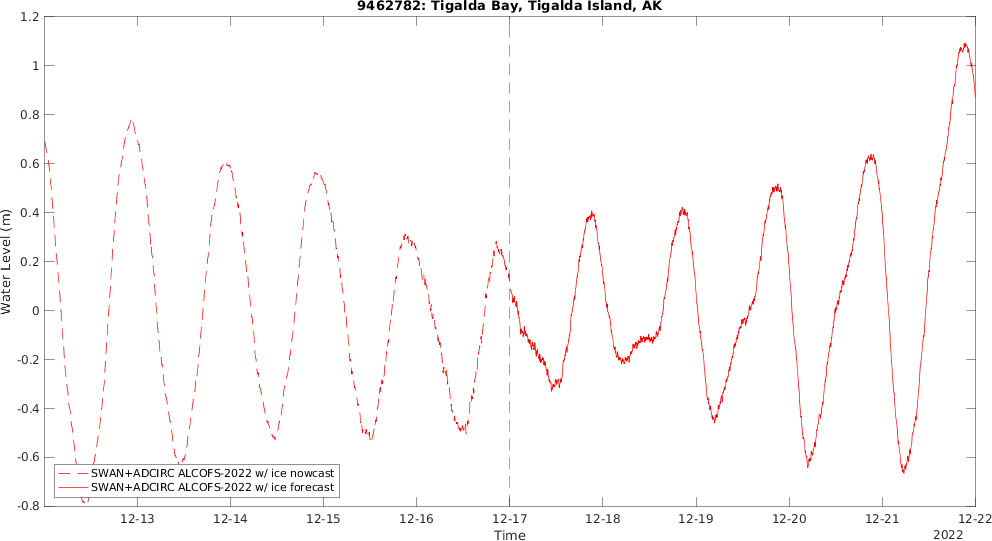 9462782: Tigalda Bay, Tigalda Island, AK
1.2
1
0.8
0.6
0.4
0.2
0
-0.2
-0.4
-0.6
-0.8
Water Level (m)
SWAN+ADCIRC ALCOFS-2022 w/ ice nowcast
SWAN+ADCIRC ALCOFS-2022 w/ ice forecast
12-13 12-14 12-15 12-16 12-17 12-18 12-19 12-20 12-21 12-22
Time
2022